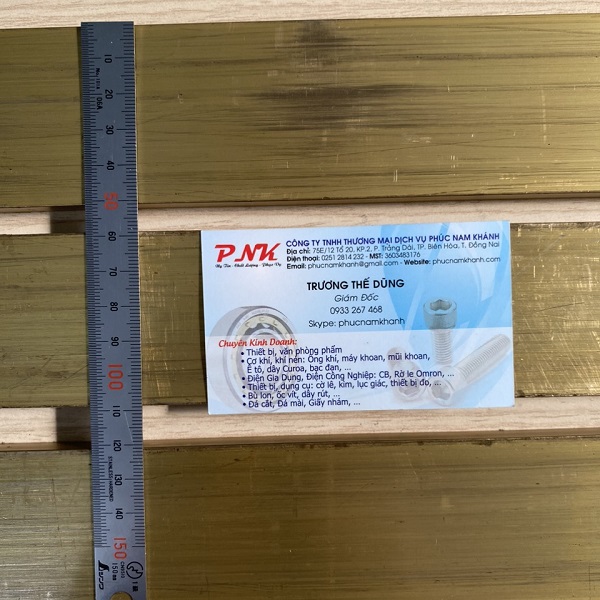 PNK
Uy Tín - Chất Lượng - Phục Vụ
CÔNG TY TNHH THƯƠNG MẠI DỊCH VỤ PHÚC NAM KHÁNH
Địa chỉ: 75E/12 Tổ 20, KP.2, P. Trảng Dài, TP. Biên Hòa, T. Đồng Nai
Điện thoại: 0251 2814 232 - MST: 3603483176
Email: phucnamkhanh@gmail.com - Website: phucnamkhanh.com
TRƯƠNG THẾ DŨNG
Giám Đốc
0933 267 468
Skype: phucnamkhanh
Chuyên Kinh Doanh:
• Thiết bị, văn phòng phẩm
• Cơ khí, khí nén: Ống khí, máy khoan, mũi khoan,
Ê tô, dây Curoa, bạc đạn, ...
• Điện Gia Dụng, Điện Công Nghiệp: CB, Rờ le Omron, ...
• Thiết bị, dụng cụ: cờ lê, kìm, lục giác, thiết bị đo, ...
• Bù lon, ốc vít, dây rút, ...
• Đá cắt, Đá mài, Giấy nhám, ...
10
20
30
40
50
60
70
80
90
100
110
120
130
140
150